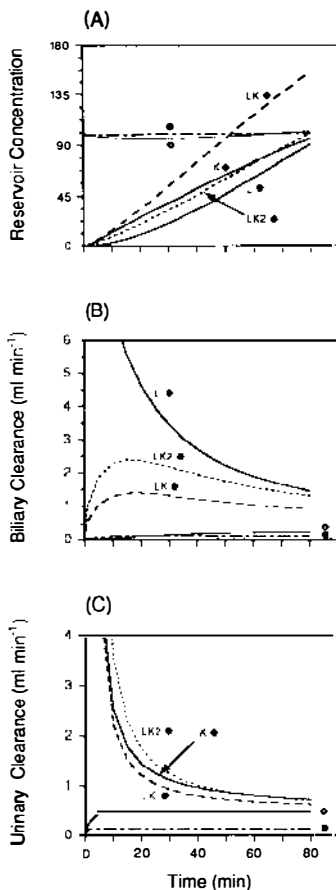 (A)
Reservoir Concentration
180
135
90
45
0
LK
K
L
LK2
(B)
Biliary Clearance (ml min⁻¹)
6
5
4
3
2
1
0
L
LK2
LK
(C)
Urinary Clearance (ml min⁻¹)
4
3
2
1
0
LK2
K
K
0 20 40 60 80
Time (min)